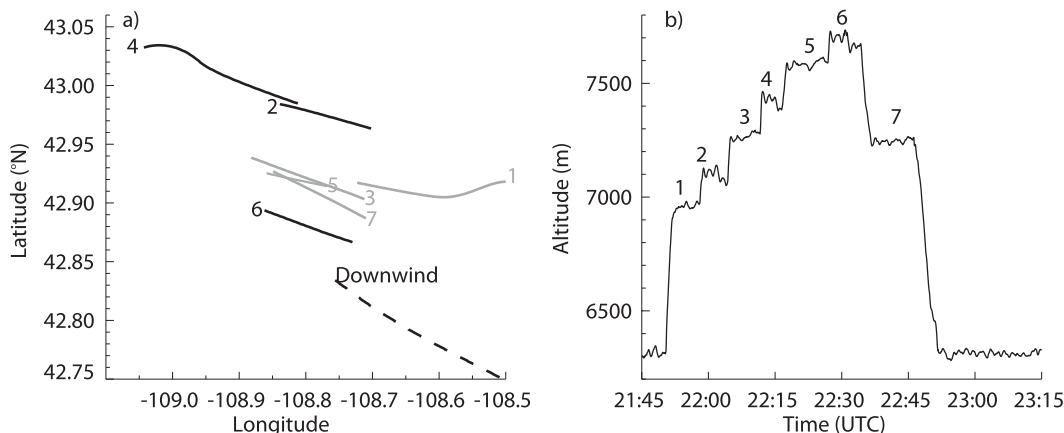 a)
Latitude (°N)
43.05
43.00
42.95
42.90
42.85
42.80
42.75
4
2
1
5
3
7
6
Downwind
-109.0 -108.9 -108.8 -108.7 -108.6 -108.5
Longitude
b)
Altitude (m)
7500
7000
6500
1
2
3
4
5
6
7
21:45 22:00 22:15 22:30 22:45 23:00 23:15
Time (UTC)